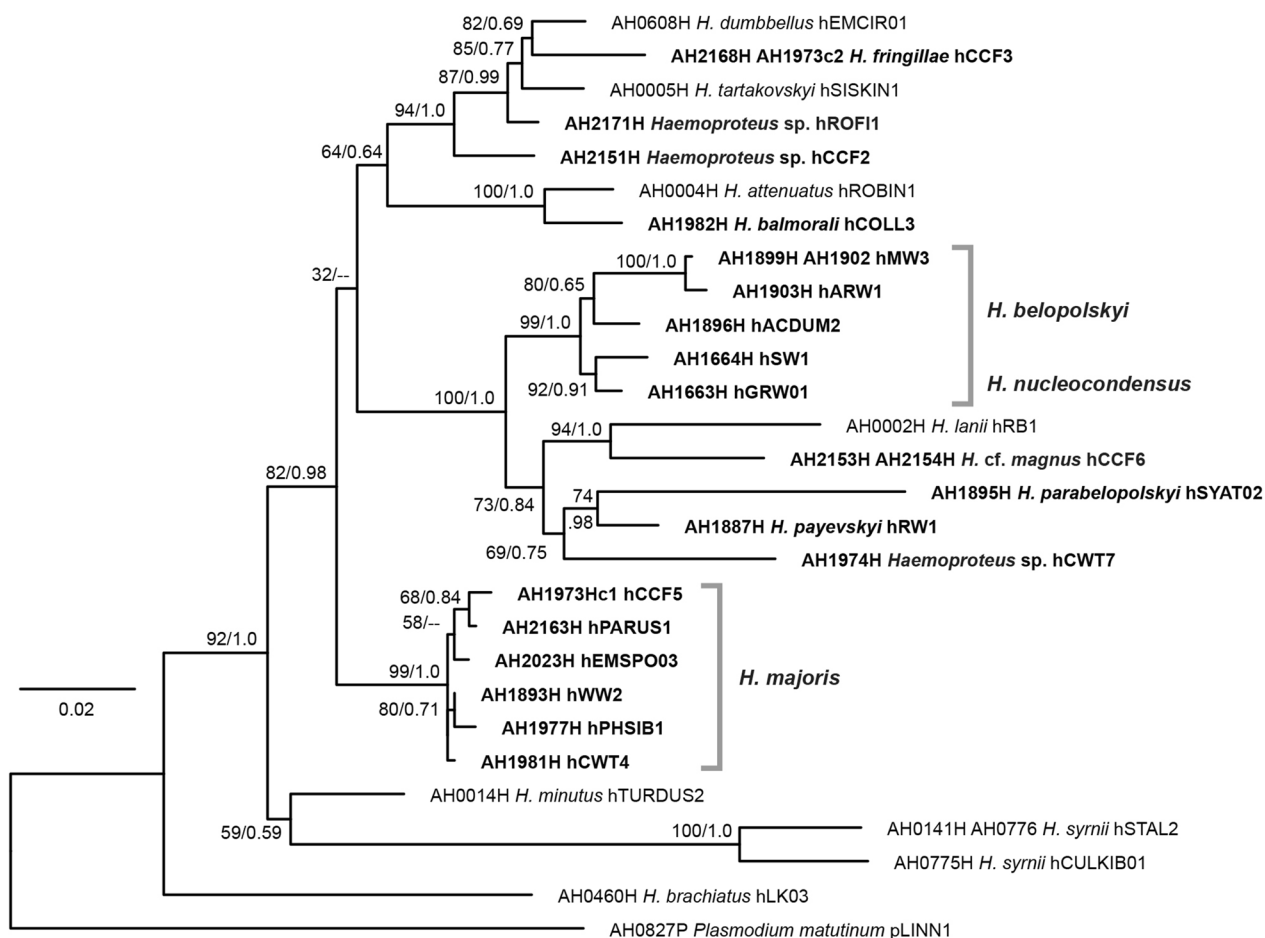 82/0.69
AH0608H H. dumbbellus hEMCIR01
85/0.77
AH2168H AH1973c2 H. fringillae hCCF3
87/0.99
AH0005H H. tartakovskyi hSISKIN1
94/1.0
AH2171H Haemoproteus sp. hROFI1
64/0.64
AH2151H Haemoproteus sp. hCCF2
100/1.0
AH0004H H. attenuatus hROBIN1
AH1982H H. balmorali hCOLL3
32/--
100/1.0
AH1899H AH1902 hMW3
80/0.65
AH1903H hARW1
H. belopolskyi
99/1.0
AH1896H hACDUM2
AH1664H hSW1
H. nucleocondensus
92/0.91
AH1663H hGRW01
100/1.0
AH0002H H. lanii hRB1
94/1.0
AH2153H AH2154H H. cf. magnus hCCF6
82/0.98
73/0.84
74
AH1895H H. parabelopolskyi hSYAT02
.98
AH1887H H. payevskyi hRW1
69/0.75
AH1974H Haemoproteus sp. hCWT7
68/0.84
AH1973Hc1 hCCF5
58/--
AH2163H hPARUS1
92/1.0
99/1.0
AH2023H hEMSPO03
H. majoris
AH1893H hWW2
0.02
80/0.71
AH1977H hPHSIB1
AH1981H hCWT4
AH0014H H. minutus hTURDUS2
59/0.59
100/1.0
AH0141H AH0776 H. syrnii hSTAL2
AH0775H H. syrnii hCULKIB01
AH0460H H. brachiatus hLK03
AH0827P Plasmodium matutinum pLINN1